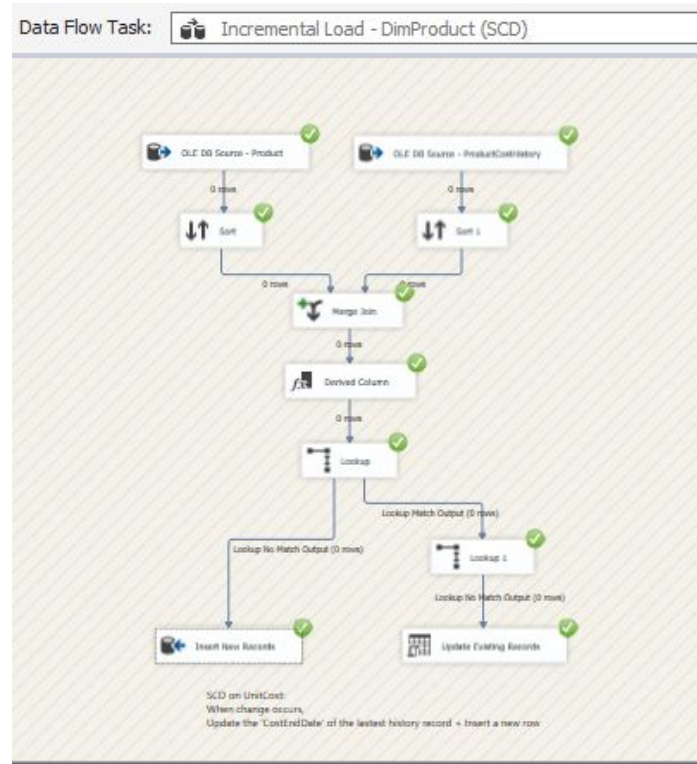 Data Flow Task: Incremental Load - DimProduct (SCD)
OLE DB Source - Product
OLE DB Source - ProductCostHistory
0 rows
0 rows
Sort
Sort 1
0 rows
0 rows
Merge Join
0 rows
Derived Column
0 rows
Lookup
Lookup Match Output (0 rows)
Lookup No Match Output (0 rows)
Lookup 1
Lookup No Match Output (0 rows)
Insert New Records
Update Existing Records
SCD on UnitCost:
When change occurs,
Update the 'CostEndDate' of the lastest history record + Insert a new row